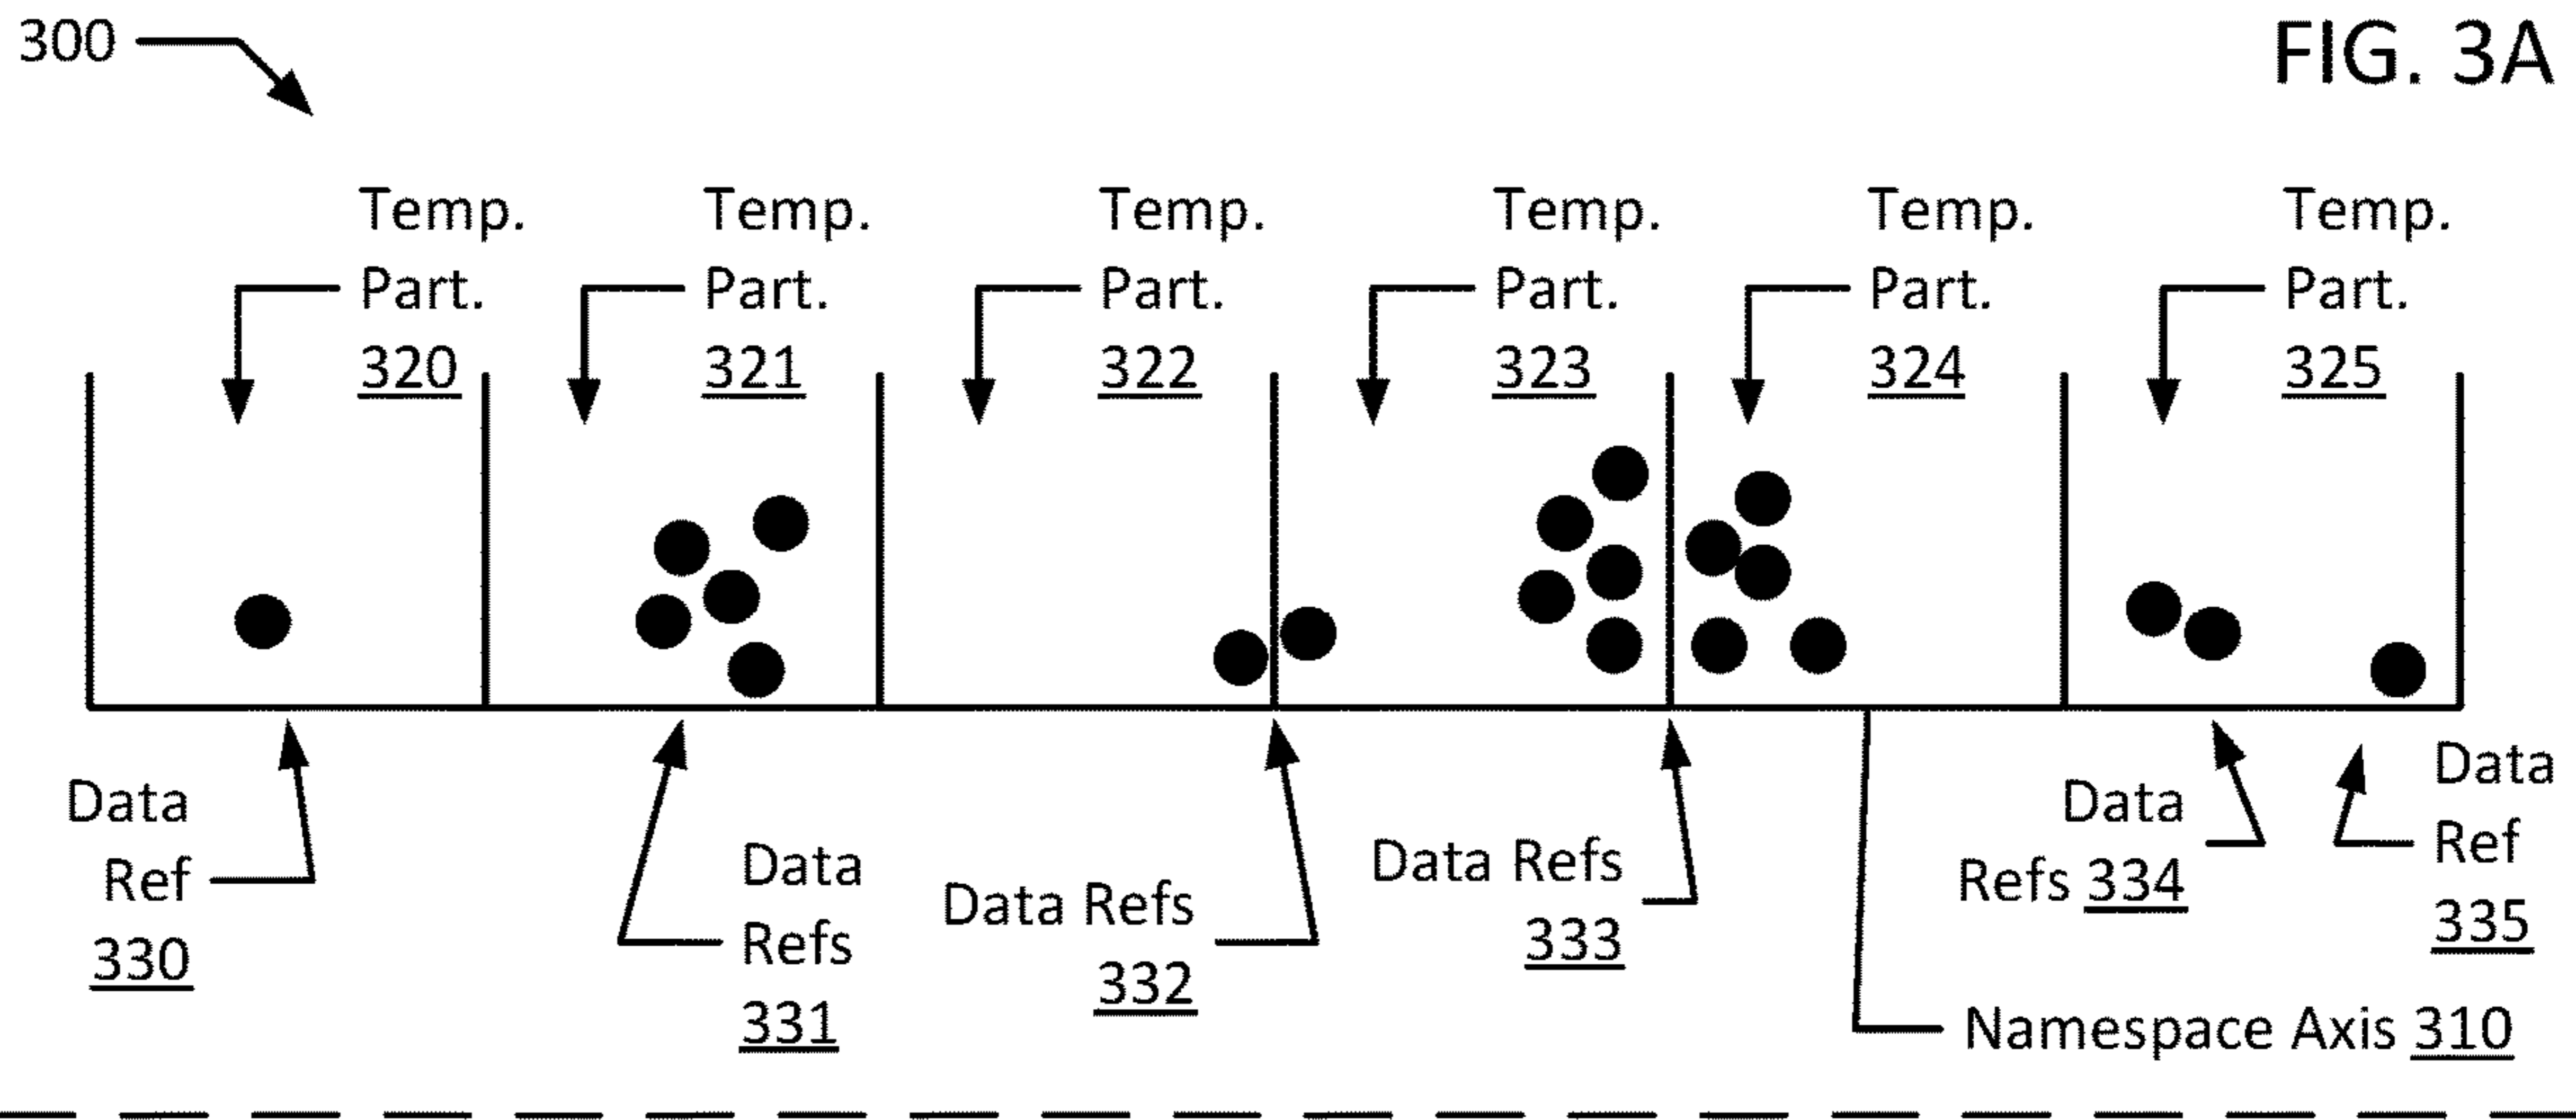 300
FIG. 3A
Temp.
Part.
320
Temp.
Part.
321
Temp.
Part.
322
Temp.
Part.
323
Temp.
Part.
324
Temp.
Part.
325
Data
Ref
330
Data
Refs
331
Data Refs
332
Data Refs
333
Data
Refs 334
Data
Ref
335
Namespace Axis 310